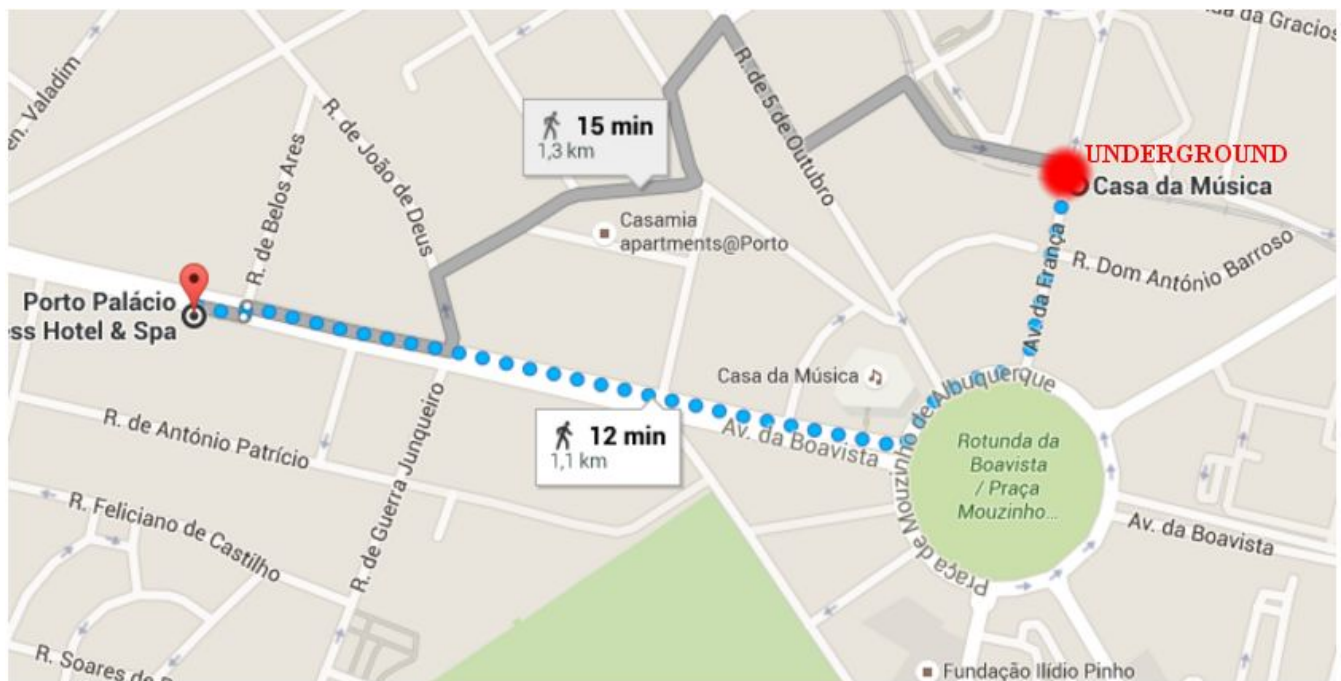 da Gracios
en. Valadim
R. de Belos Ares
R. de João de Deus
15 min
1,3 km
R. de 5 de Outubro
UNDERGROUND
Casa da Música
Casamia
apartments@Porto
Av. da França
R. Dom António Barroso
Porto Palácio
ess Hotel & Spa
Casa da Música
Praça de Mouzinho de Albuquerque
12 min
1,1 km
Av. da Boavista
Rotunda da
Boavista
/ Praça
Mouzinho...
R. de António Patrício
R. de Guerra Junqueiro
R. Feliciano de Castilho
Av. da Boavista
R. Soares de
Fundação Ilídio Pinho